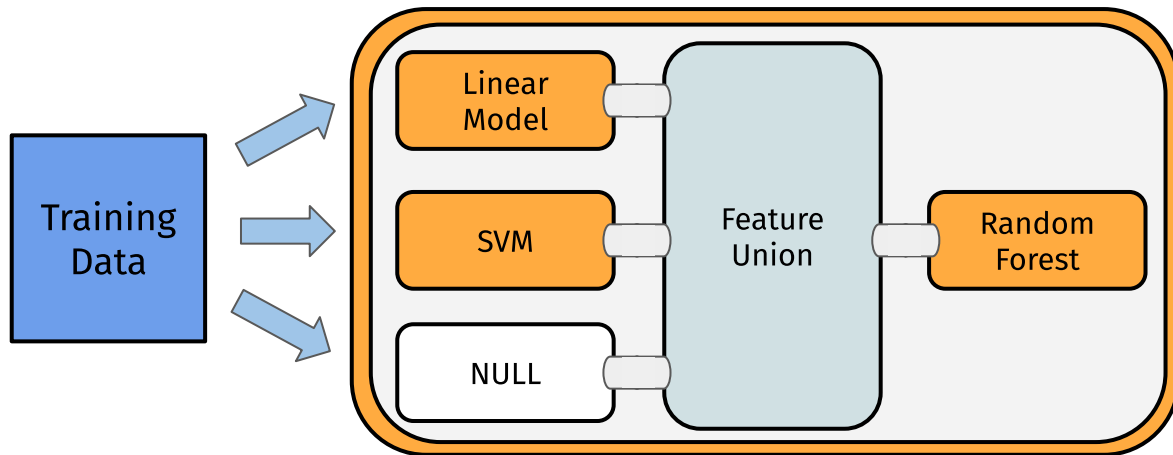 Training
Data
Linear
Model
SVM
NULL
Feature
Union
Random
Forest